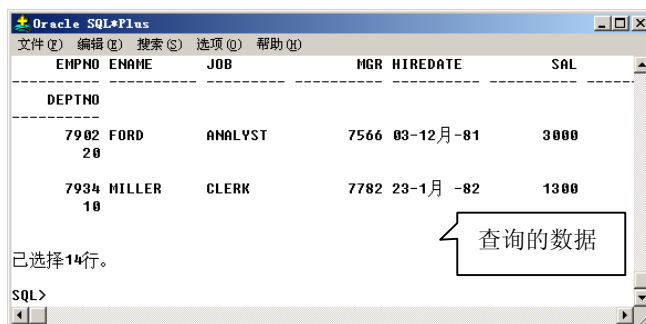 Oracle SQL*Plus
文件(F) 编辑(E) 搜索(S) 选项(O) 帮助(H)
EMPNO ENAME JOB MGR HIREDATE SAL
---------- ---------- --------- ---------- ---------- ---------- -----
DEPTNO
----------
7902 FORD ANALYST 7566 03-12月-81 3000
20
7934 MILLER CLERK 7782 23-1月 -82 1300
10
查询的数据
已选择14行。
SQL>